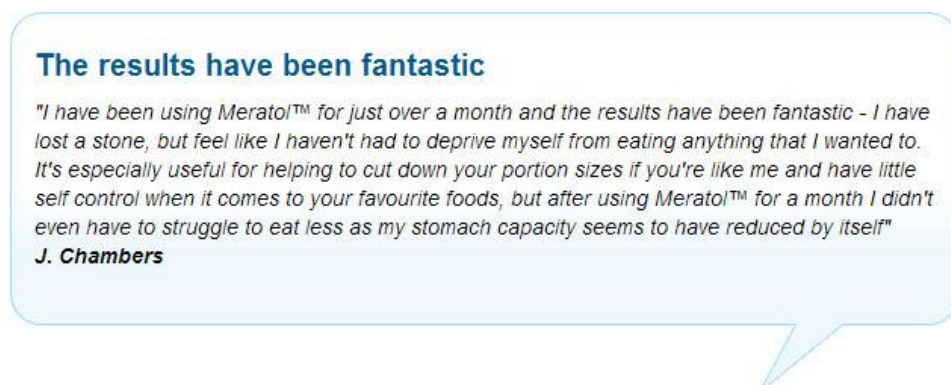 The results have been fantastic
"I have been using Meratol™ for just over a month and the results have been fantastic - I have
lost a stone, but feel like I haven't had to deprive myself from eating anything that I wanted to.
It's especially useful for helping to cut down your portion sizes if you're like me and have little
self control when it comes to your favourite foods, but after using Meratol™ for a month I didn't
even have to struggle to eat less as my stomach capacity seems to have reduced by itself"
J. Chambers